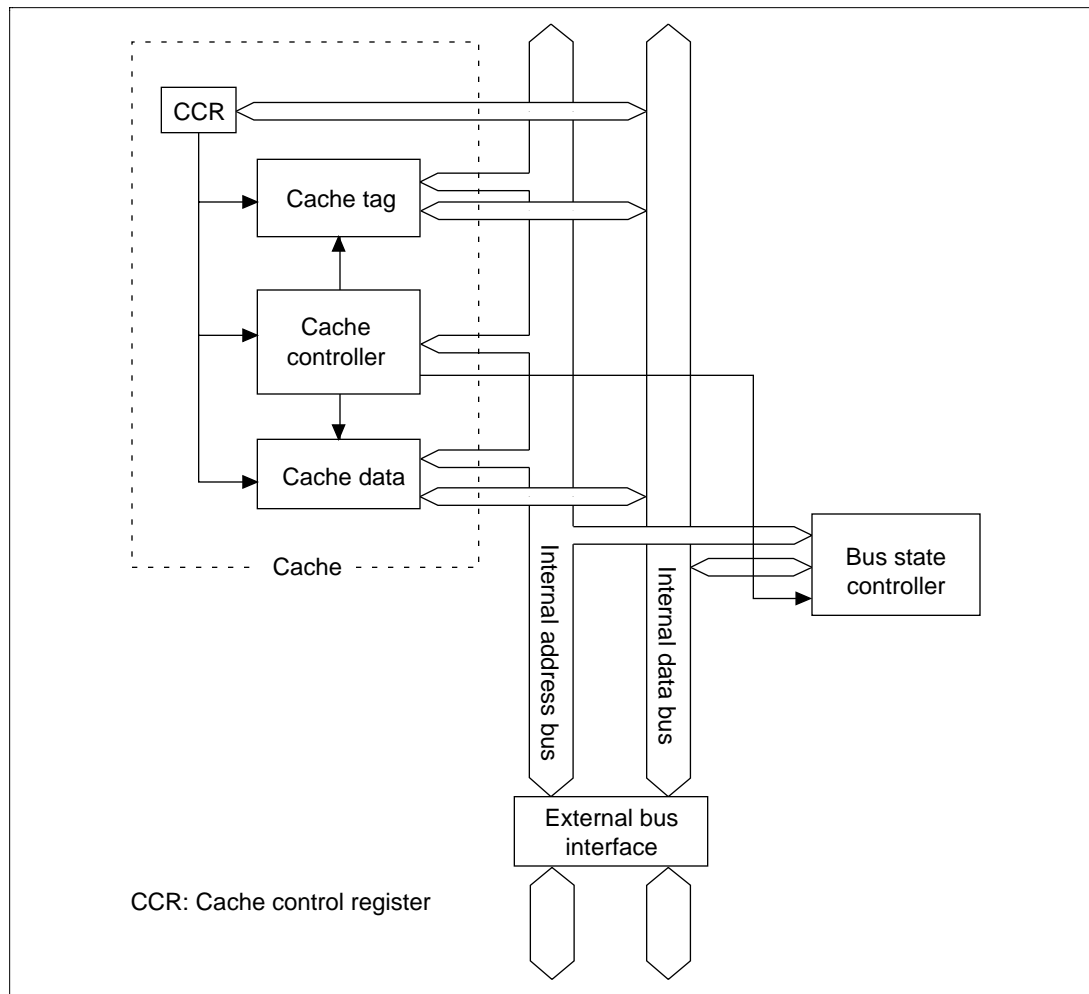 CCR
Cache tag
Cache
controller
Cache data
Cache
Internal address bus
Internal data bus
Bus state
controller
External bus
interface
CCR: Cache control register